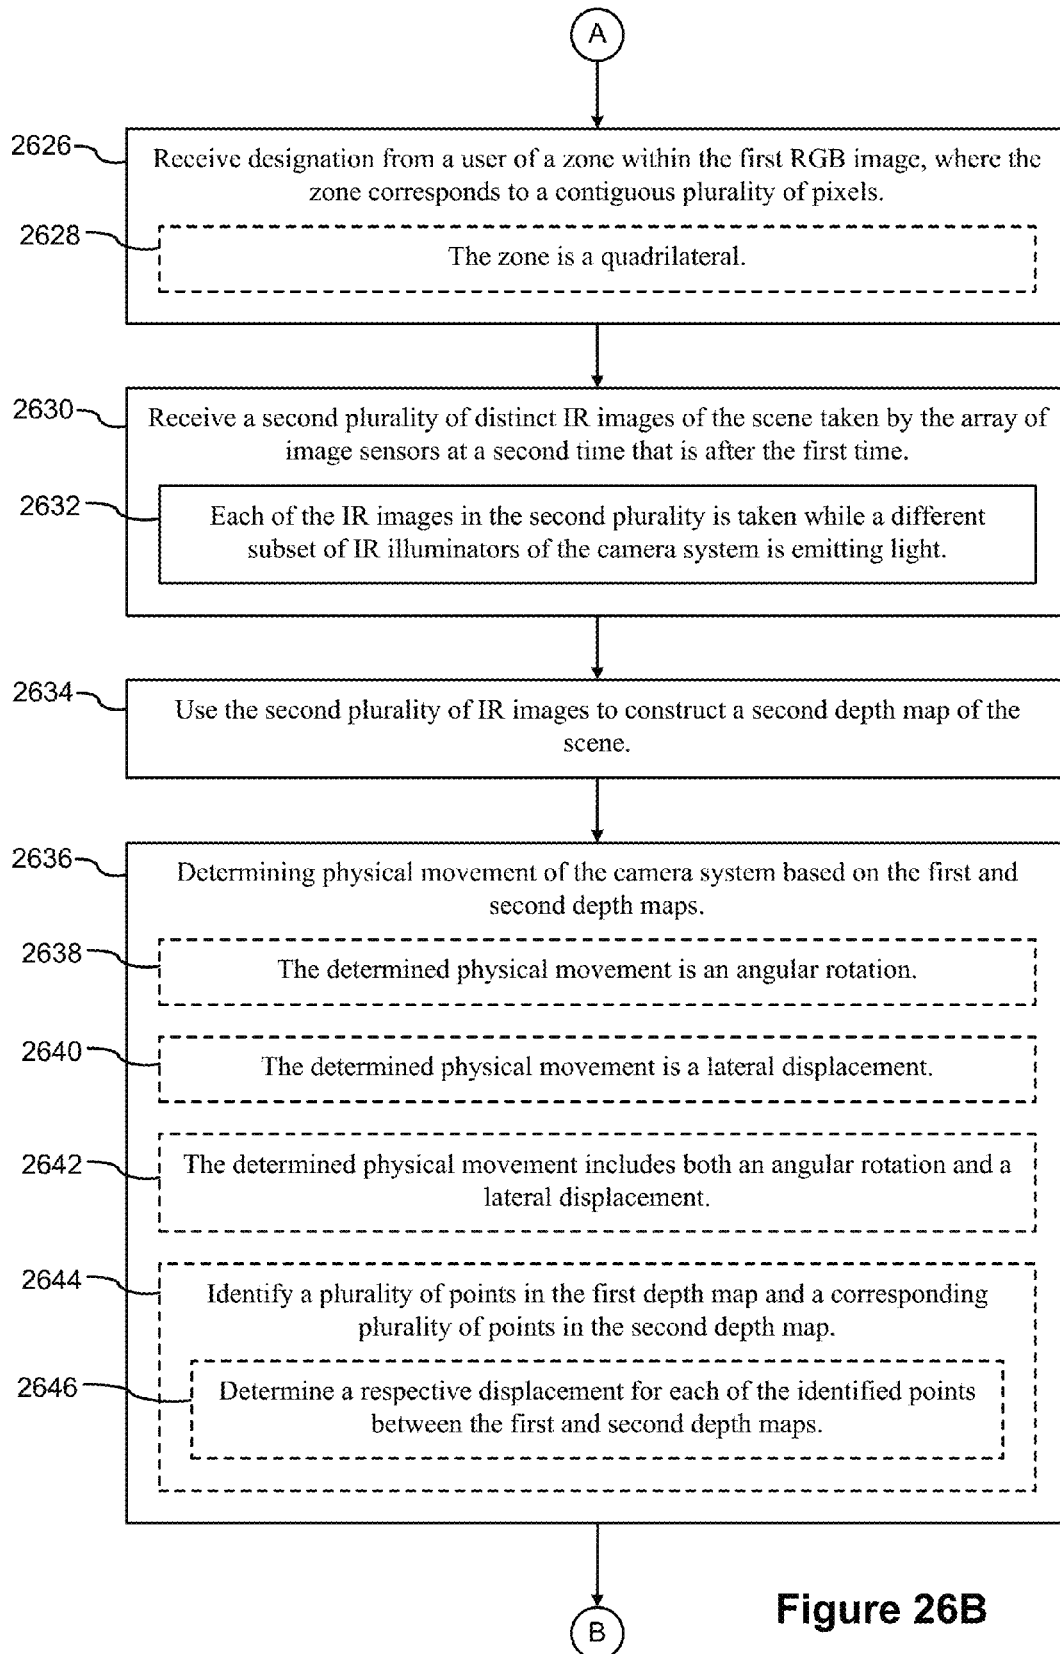 A
2626
Receive designation from a user of a zone within the first RGB image, where the
zone corresponds to a contiguous plurality of pixels.
2628
The zone is a quadrilateral.
2630
Receive a second plurality of distinct IR images of the scene taken by the array of
image sensors at a second time that is after the first time.
2632
Each of the IR images in the second plurality is taken while a different
subset of IR illuminators of the camera system is emitting light.
2634
Use the second plurality of IR images to construct a second depth map of the
scene.
2636
Determining physical movement of the camera system based on the first and
second depth maps.
2638
The determined physical movement is an angular rotation.
2640
The determined physical movement is a lateral displacement.
2642
The determined physical movement includes both an angular rotation and a
lateral displacement.
2644
Identify a plurality of points in the first depth map and a corresponding
plurality of points in the second depth map.
2646
Determine a respective displacement for each of the identified points
between the first and second depth maps.
Figure 26B
B